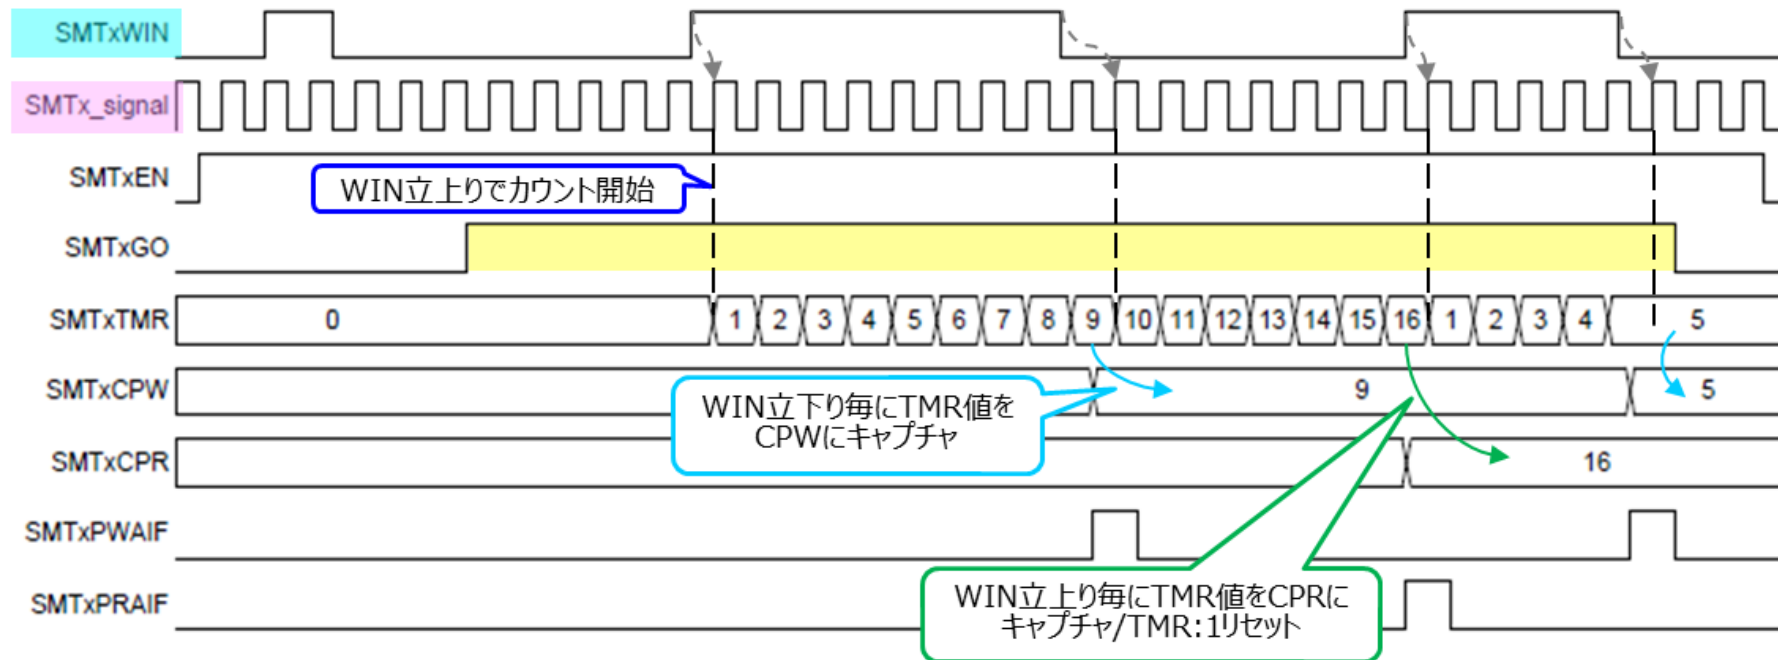 SMTxWIN
SMTx_signal
SMTxEN
WIN立上りでカウント開始
SMTxGO
SMTxTMR
0
1 2 3 4 5 6 7 8 9 10 11 12 13 14 15 16 1 2 3 4 5
SMTxCPW
9
5
WIN立下り毎にTMR値を
CPWにキャプチャ
SMTxCPR
16
SMTxPWAIF
SMTxPRAIF
WIN立上り毎にTMR値をCPRに
キャプチャ/TMR:1リセット